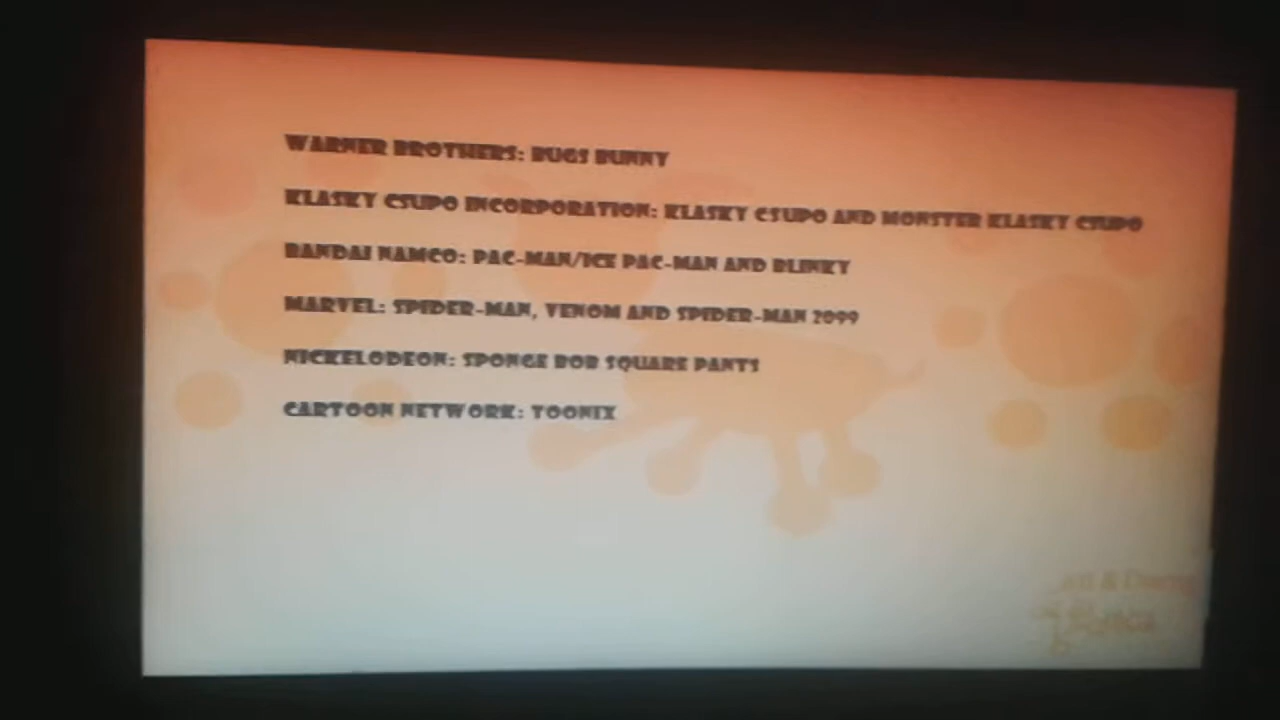 WARNER BROTHERS: BUGS BUNNY
KLASKY CSUPO INCORPORATION: KLASKY CSUPO AND MONSTER KLASKY CSUPO
BANDAI NAMCO: PAC-MAN/ICE PAC-MAN AND BLINKY
MARVEL: SPIDER-MAN, VENOM AND SPIDER-MAN 2099
NICKELODEON: SPONGE BOB SQUARE PANTS
CARTOON NETWORK: TOONIX